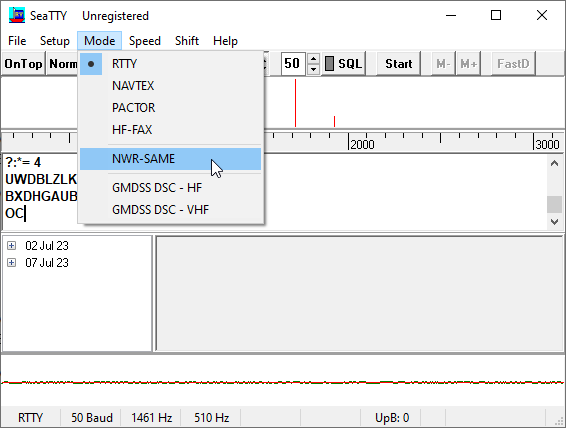 SeaTTY Unregistered
File Setup Mode Speed Shift Help
OnTop Norm 50 SQL Start M- M+ FastD
RTTY
NAVTEX
PACTOR
HF-FAX
NWR-SAME
GMDSS DSC - HF
GMDSS DSC - VHF
2000 3000
?:*= 4
UWDBLZLK
BXDHGAUB
OC
02 Jul 23
07 Jul 23
RTTY 50 Baud 1461 Hz 510 Hz UpB: 0